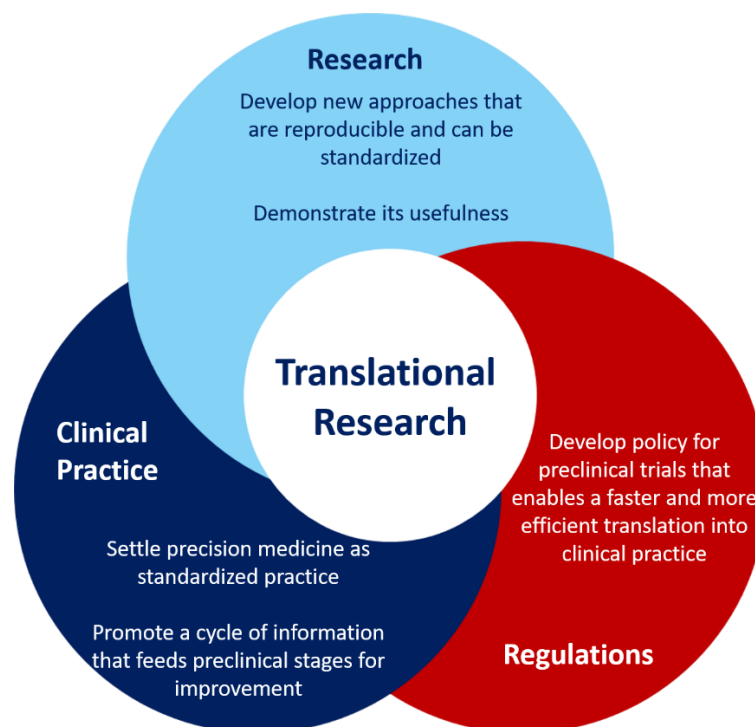 Research
Develop new approaches that
are reproducible and can be
standardized
Demonstrate its usefulness
Translational
Research
Clinical
Practice
Settle precision medicine as
standardized practice
Promote a cycle of information
that feeds preclinical stages for
improvement
Develop policy for
preclinical trials that
enables a faster and more
efficient translation into
clinical practice
Regulations